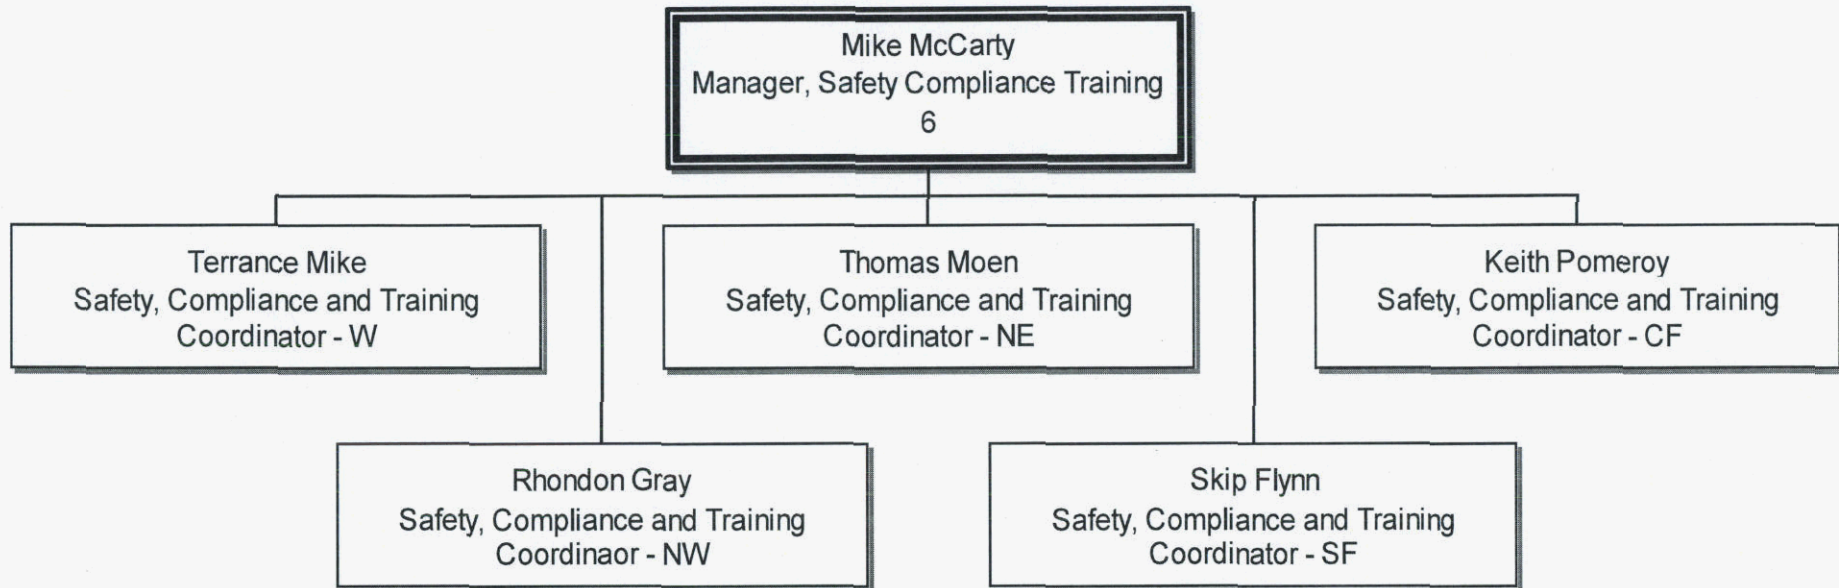 Mike McCarty
Manager, Safety Compliance Training
6
Terrance Mike
Safety, Compliance and Training
Coordinator - W
Thomas Moen
Safety, Compliance and Training
Coordinator - NE
Keith Pomeroy
Safety, Compliance and Training
Coordinator - CF
Rhondon Gray
Safety, Compliance and Training
Coordinaor - NW
Skip Flynn
Safety, Compliance and Training
Coordinator - SF